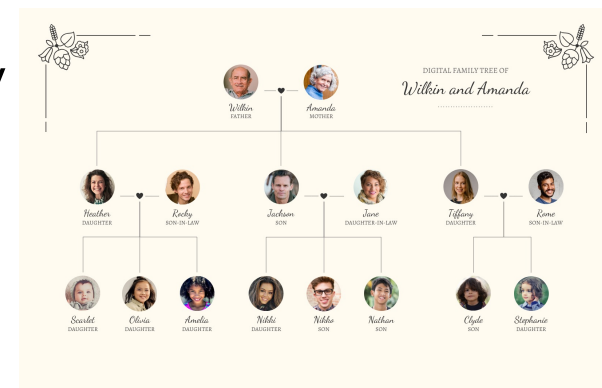 DIGITAL FAMILY TREE OF
Wilkin and Amanda
Wilkin
FATHER
Amanda
MOTHER
Heather
DAUGHTER
Rocky
SON-IN-LAW
Jackson
SON
Jane
DAUGHTER-IN-LAW
Tiffany
DAUGHTER
Rome
SON-IN-LAW
Scarlet
DAUGHTER
Olivia
DAUGHTER
Amelia
DAUGHTER
Nikki
DAUGHTER
Nikko
SON
Nathan
SON
Clyde
SON
Stephanie
DAUGHTER